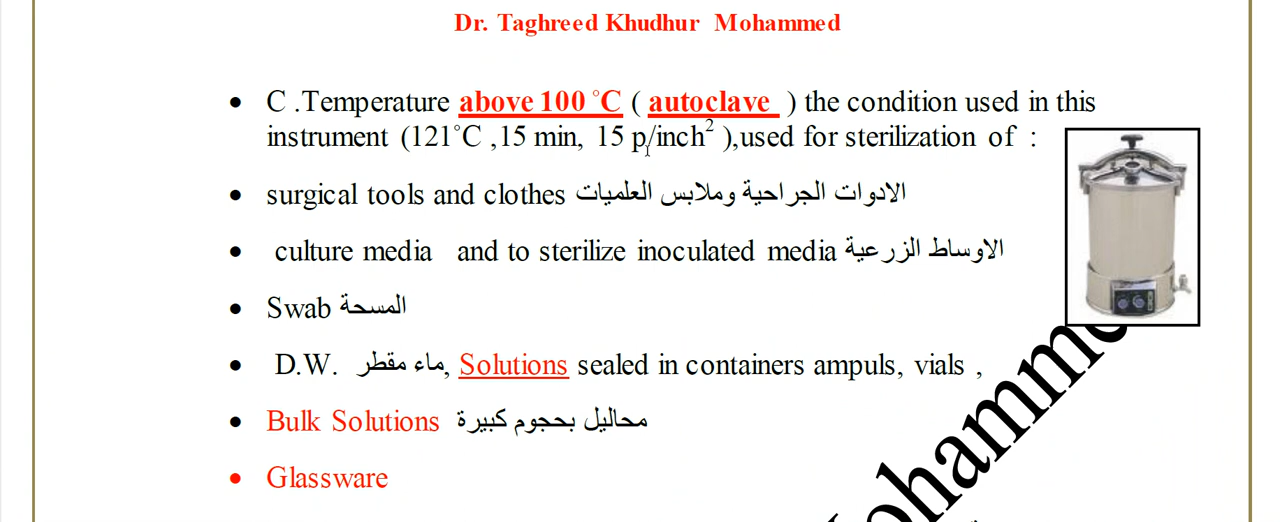 Dr. Taghreed Khudhur Mohammed
• C .Temperature above 100 °C ( autoclave ) the condition used in this
instrument (121°C ,15 min, 15 p/inch² ),used for sterilization of :
• surgical tools and clothes الادوات الجراحية وملابس العلميات
• culture media and to sterilize inoculated media الاوساط الزرعية
• Swab المسحة
• D.W. ماء مقطر, Solutions sealed in containers ampuls, vials ,
• Bulk Solutions محاليل بحجوم كبيرة
• Glassware